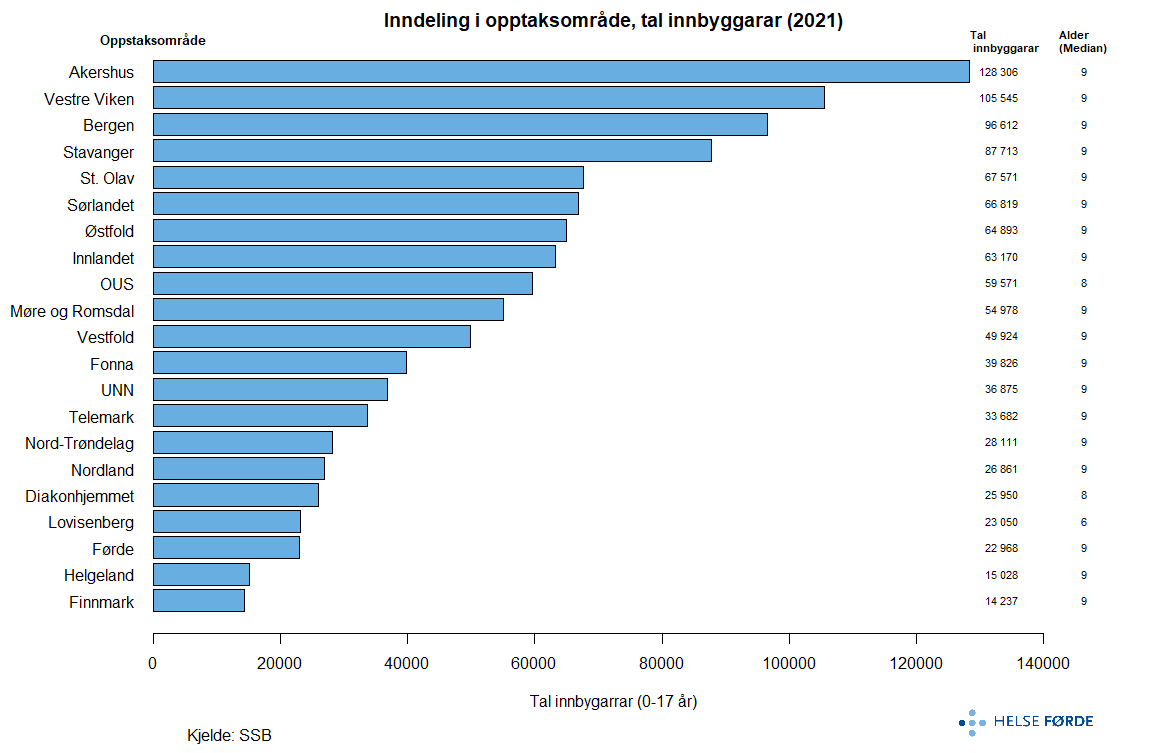 Inndeling i opptaksområde, tal innbyggarar (2021)
Oppstaksområde
Tal
innbyggarar
Alder
(Median)
Akershus 128 306 9
Vestre Viken 105 545 9
Bergen 96 612 9
Stavanger 87 713 9
St. Olav 67 571 9
Sørlandet 66 819 9
Østfold 64 893 9
Innlandet 63 170 9
OUS 59 571 8
Møre og Romsdal 54 978 9
Vestfold 49 924 9
Fonna 39 826 9
UNN 36 875 9
Telemark 33 682 9
Nord-Trøndelag 28 111 9
Nordland 26 861 9
Diakonhjemmet 25 950 8
Lovisenberg 23 050 6
Førde 22 968 9
Helgeland 15 028 9
Finnmark 14 237 9
0 20000 40000 60000 80000 100000 120000 140000
Tal innbygarrar (0-17 år)
Kjelde: SSB
HELSE FØRDE